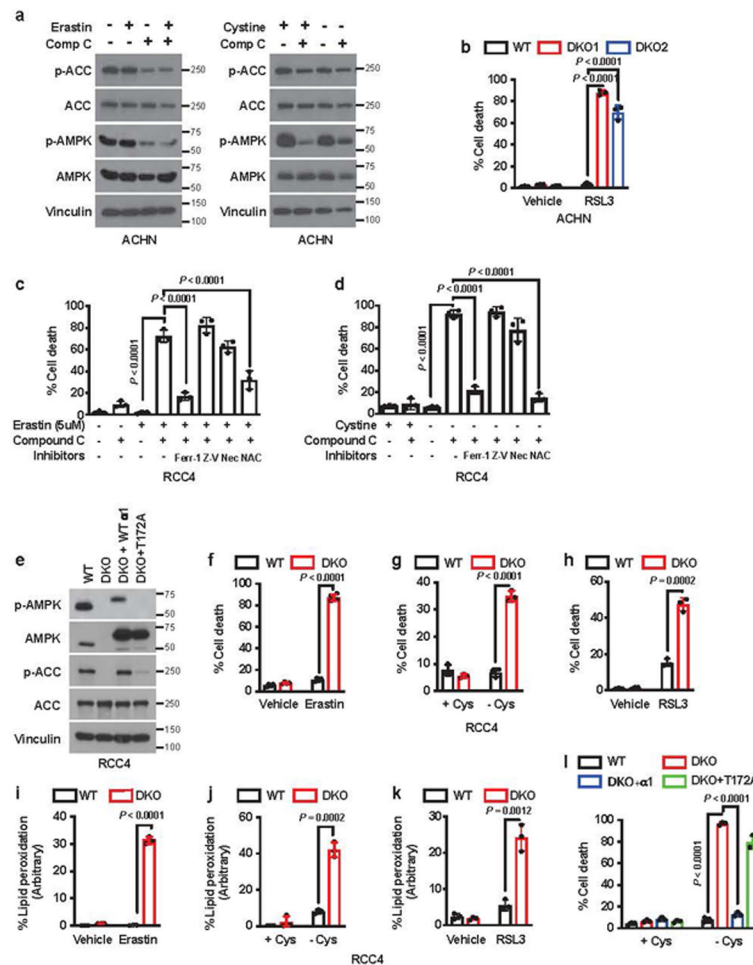 a
Erastin - + - +
Comp C - - + +
p-ACC 250
ACC 250
p-AMPK 75
50
AMPK 75
50
Vinculin 150
100
ACHN
Cystine + + - -
Comp C - + - +
p-ACC 250
ACC 250
p-AMPK 75
50
AMPK 75
50
Vinculin 150
100
ACHN
b
WT DKO1 DKO2
P < 0.0001
P < 0.0001
% Cell death
100
80
60
40
20
0
Vehicle RSL3
ACHN
c
P < 0.0001
P < 0.0001
P < 0.0001
% Cell death
100
80
60
40
20
0
Erastin (5uM) - - + + + + + +
Compound C - + - + + + + +
Inhibitors - - - - Ferr-1 Z-V Nec NAC
RCC4
d
P < 0.0001
P < 0.0001
P < 0.0001
% Cell death
100
80
60
40
20
0
Cystine + + - - - - - -
Compound C - + - + + + + +
Inhibitors - - - - Ferr-1 Z-V Nec NAC
RCC4
e
WT
DKO
DKO + WT α1
DKO+T172A
p-AMPK 75
50
AMPK 75
50
p-ACC 250
ACC 250
Vinculin 150
100
RCC4
f
WT DKO
P < 0.0001
% Cell death
100
80
60
40
20
0
Vehicle Erastin
g
WT DKO
P < 0.0001
% Cell death
40
30
20
10
0
+ Cys - Cys
RCC4
h
WT DKO
P = 0.0002
% Cell death
60
40
20
0
Vehicle RSL3
i
WT DKO
P < 0.0001
% Lipid peroxidation
(Arbitrary)
40
30
20
10
0
Vehicle Erastin
j
WT DKO
P = 0.0002
% Lipid peroxidation
(Arbitrary)
60
40
20
0
+ Cys - Cys
k
WT DKO
P = 0.0012
% Lipid peroxidation
(Arbitrary)
30
20
10
0
Vehicle RSL3
RCC4
l
WT DKO
DKO+α1 DKO+T172A
P < 0.0001
P < 0.0001
% Cell death
100
80
60
40
20
0
+ Cys - Cys